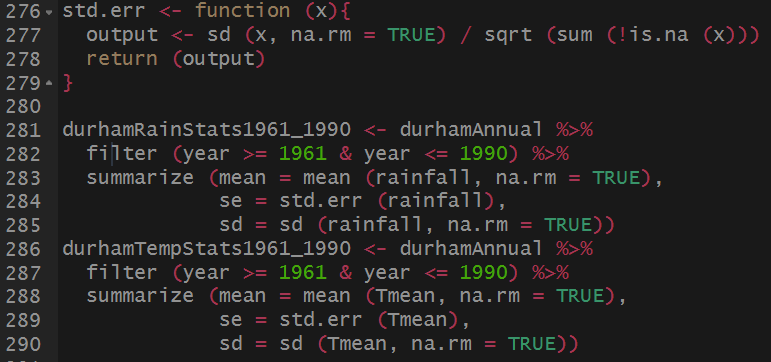 276 std.err <- function (x){
277   output <- sd (x, na.rm = TRUE) / sqrt (sum (!is.na (x)))
278   return (output)
279 }
280
281 durhamRainStats1961_1990 <- durhamAnnual %>%
282   filter (year >= 1961 & year <= 1990) %>%
283   summarize (mean = mean (rainfall, na.rm = TRUE),
284              se = std.err (rainfall),
285              sd = sd (rainfall, na.rm = TRUE))
286 durhamTempStats1961_1990 <- durhamAnnual %>%
287   filter (year >= 1961 & year <= 1990) %>%
288   summarize (mean = mean (Tmean, na.rm = TRUE),
289              se = std.err (Tmean),
290              sd = sd (Tmean, na.rm = TRUE))